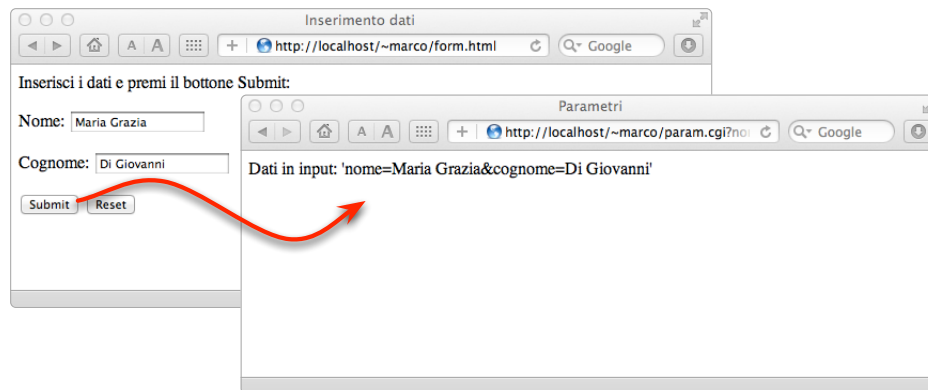 Inserimento dati
A A + http://localhost/~marco/form.html Google
Inserisci i dati e premi il bottone Submit:
Nome: Maria Grazia
Cognome: Di Giovanni
Submit Reset
Parametri
A A + http://localhost/~marco/param.cgi?no Google
Dati in input: 'nome=Maria Grazia&cognome=Di Giovanni'